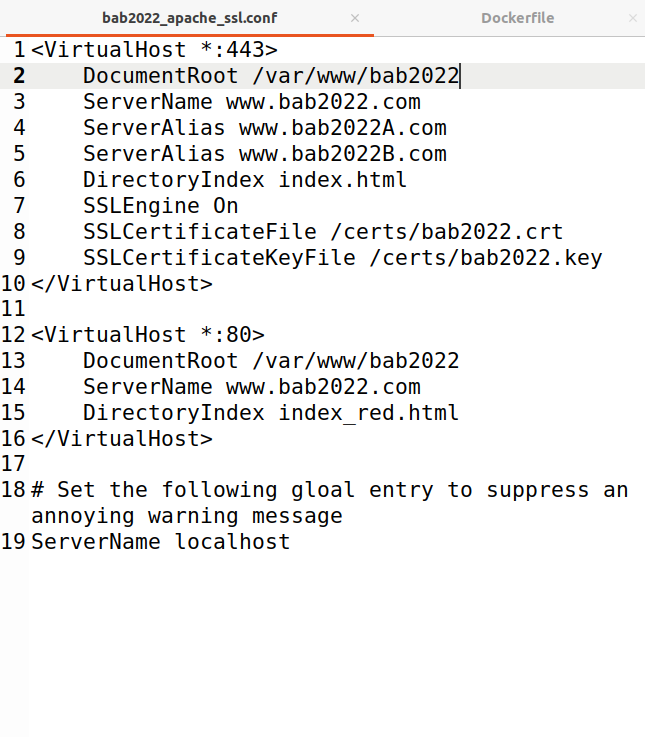 bab2022_apache_ssl.conf × Dockerfile ×
1 <VirtualHost *:443>
2     DocumentRoot /var/www/bab2022
3     ServerName www.bab2022.com
4     ServerAlias www.bab2022A.com
5     ServerAlias www.bab2022B.com
6     DirectoryIndex index.html
7     SSLEngine On
8     SSLCertificateFile /certs/bab2022.crt
9     SSLCertificateKeyFile /certs/bab2022.key
10 </VirtualHost>
11
12 <VirtualHost *:80>
13     DocumentRoot /var/www/bab2022
14     ServerName www.bab2022.com
15     DirectoryIndex index_red.html
16 </VirtualHost>
17
18 # Set the following gloal entry to suppress an
annoying warning message
19 ServerName localhost